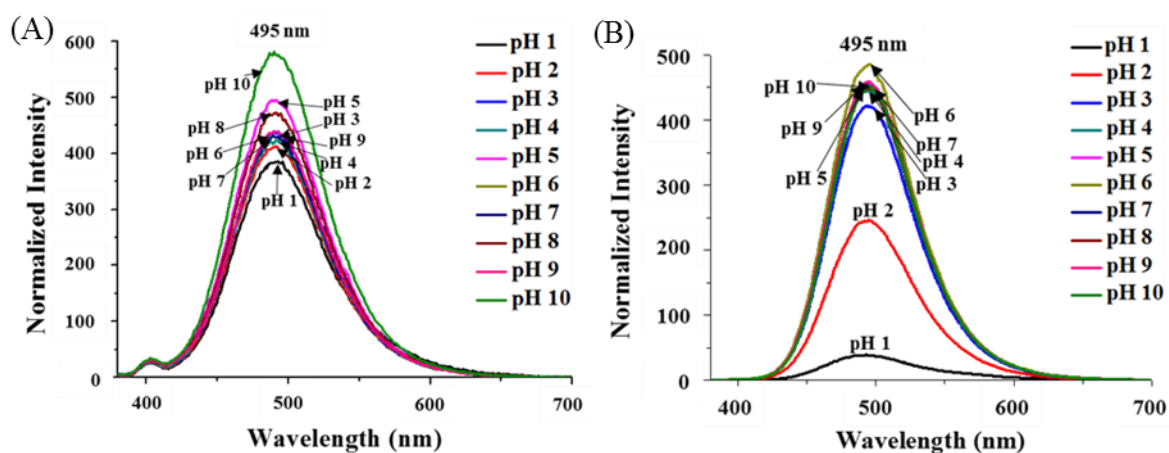 (A)
495 nm
600
500
400
300
200
100
0
Normalized Intensity
400
500
600
700
Wavelength (nm)
pH 10
pH 5
pH 8
pH 3
pH 6
pH 9
pH 4
pH 7
pH 2
pH 1
pH 1
pH 2
pH 3
pH 4
pH 5
pH 6
pH 7
pH 8
pH 9
pH 10
(B)
495 nm
500
400
300
200
100
0
Normalized Intensity
400
500
600
700
Wavelength (nm)
pH 10
pH 6
pH 9
pH 7
pH 4
pH 5
pH 3
pH 2
pH 1
pH 1
pH 2
pH 3
pH 4
pH 5
pH 6
pH 7
pH 8
pH 9
pH 10